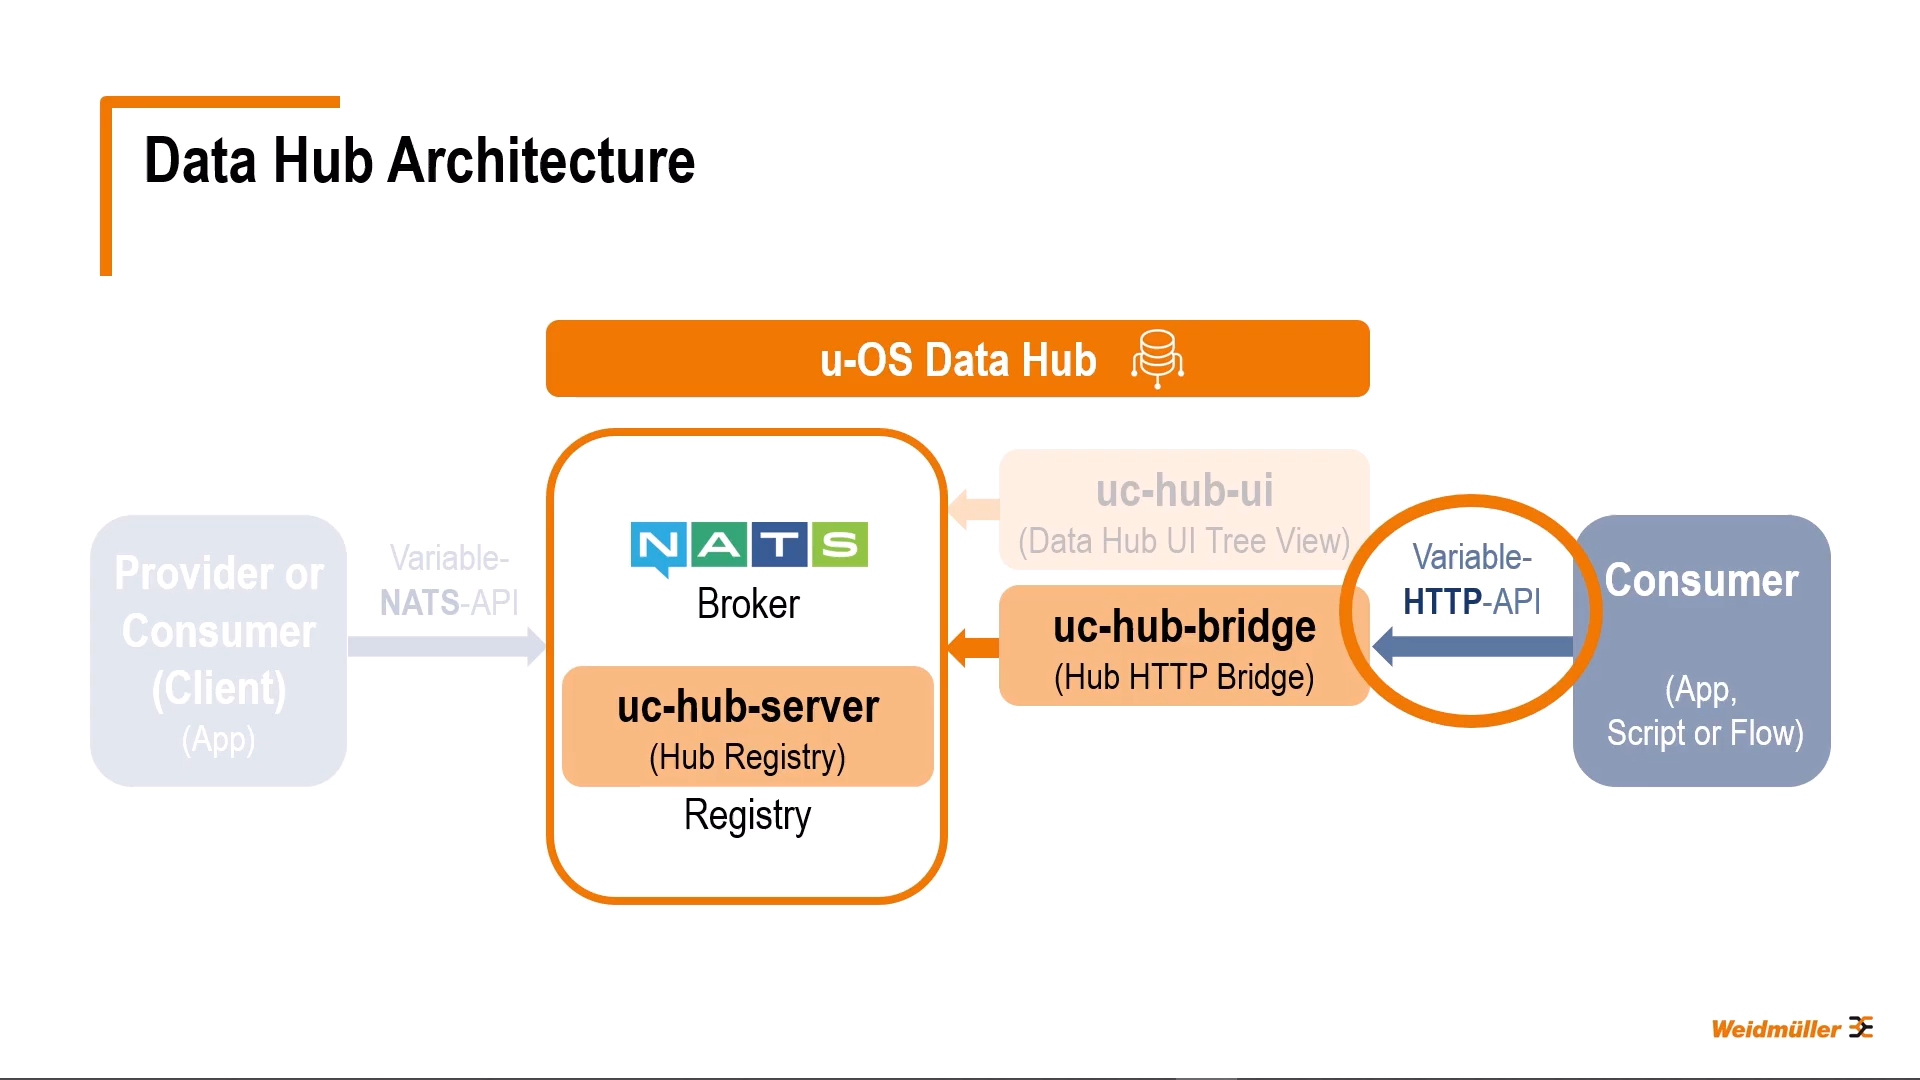 Data Hub Architecture
u-OS Data Hub
Provider or
Consumer
(Client)
(App)
Variable-
NATS-API
NATS
Broker
uc-hub-server
(Hub Registry)
Registry
uc-hub-ui
(Data Hub UI Tree View)
uc-hub-bridge
(Hub HTTP Bridge)
Variable-
HTTP-API
Consumer
(App,
Script or Flow)
Weidmüller